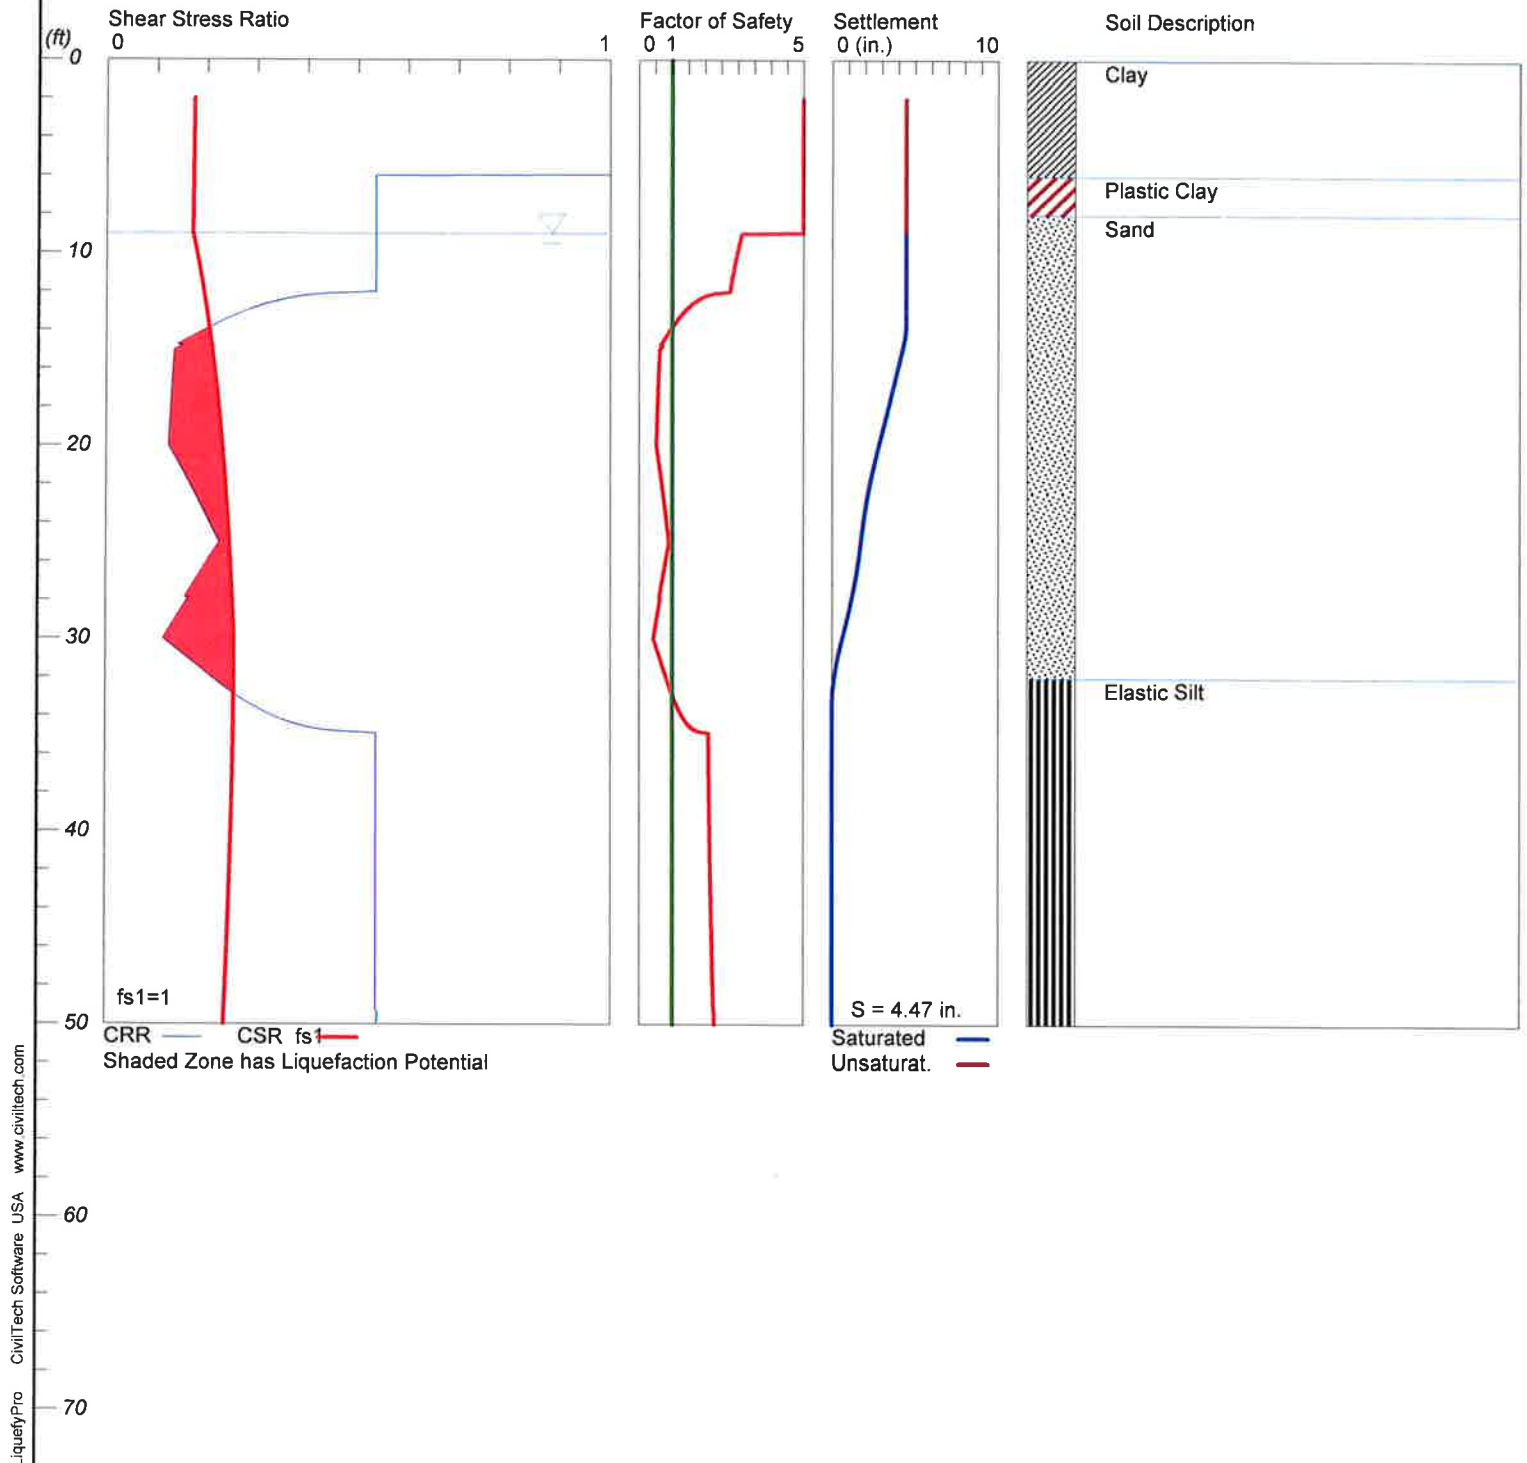 Shear Stress Ratio
Factor of Safety
Settlement
Soil Description
(ft)
0
1
0 1
5
0 (in.)
10
0
Clay
Plastic Clay
Sand
10
20
30
Elastic Silt
40
fs1=1
S = 4.47 in.
50
CRR
CSR fs1
Shaded Zone has Liquefaction Potential
Saturated
Unsaturat.
60
70
LiquefyPro CivilTech Software USA www.civiltech.com